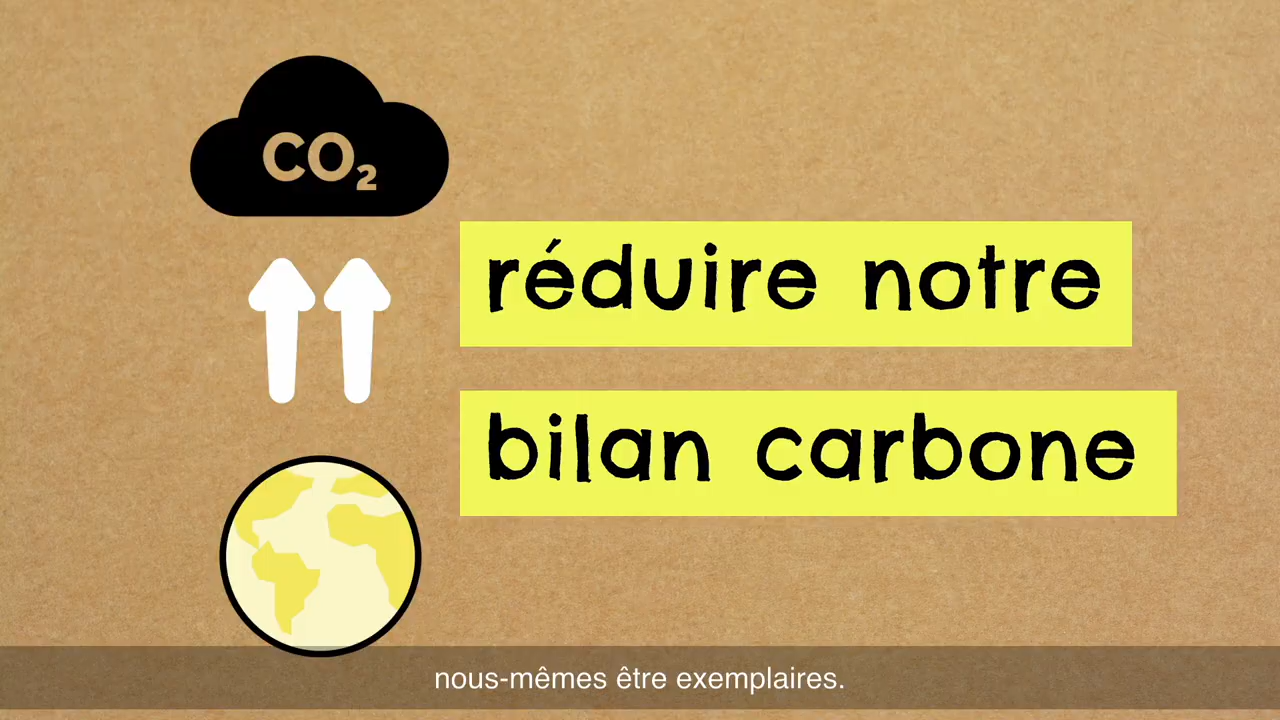 CO₂
réduire notre
bilan carbone
nous-mêmes être exemplaires.